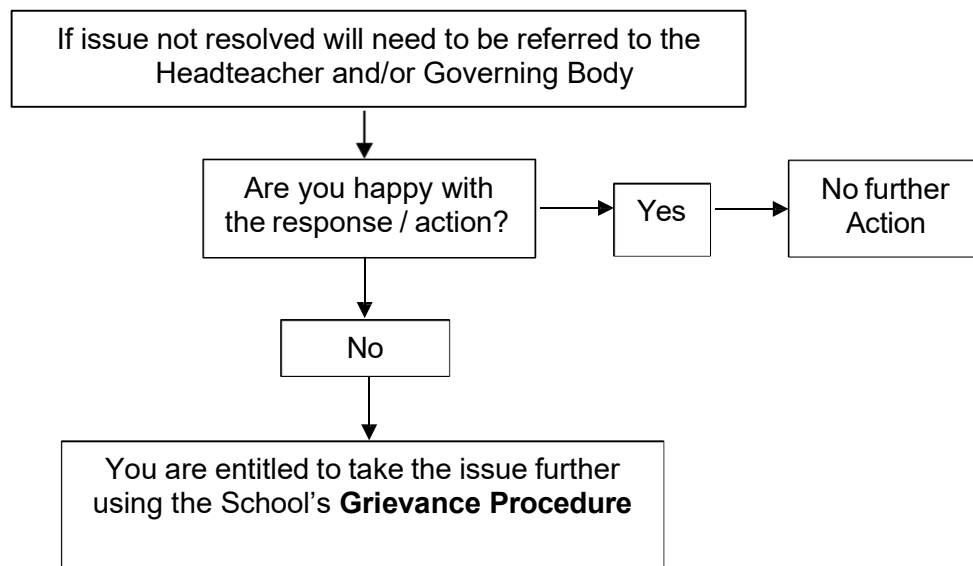 If issue not resolved will need to be referred to the
Headteacher and/or Governing Body
Are you happy with
the response / action?
Yes
No further
Action
No
You are entitled to take the issue further
using the School’s Grievance Procedure